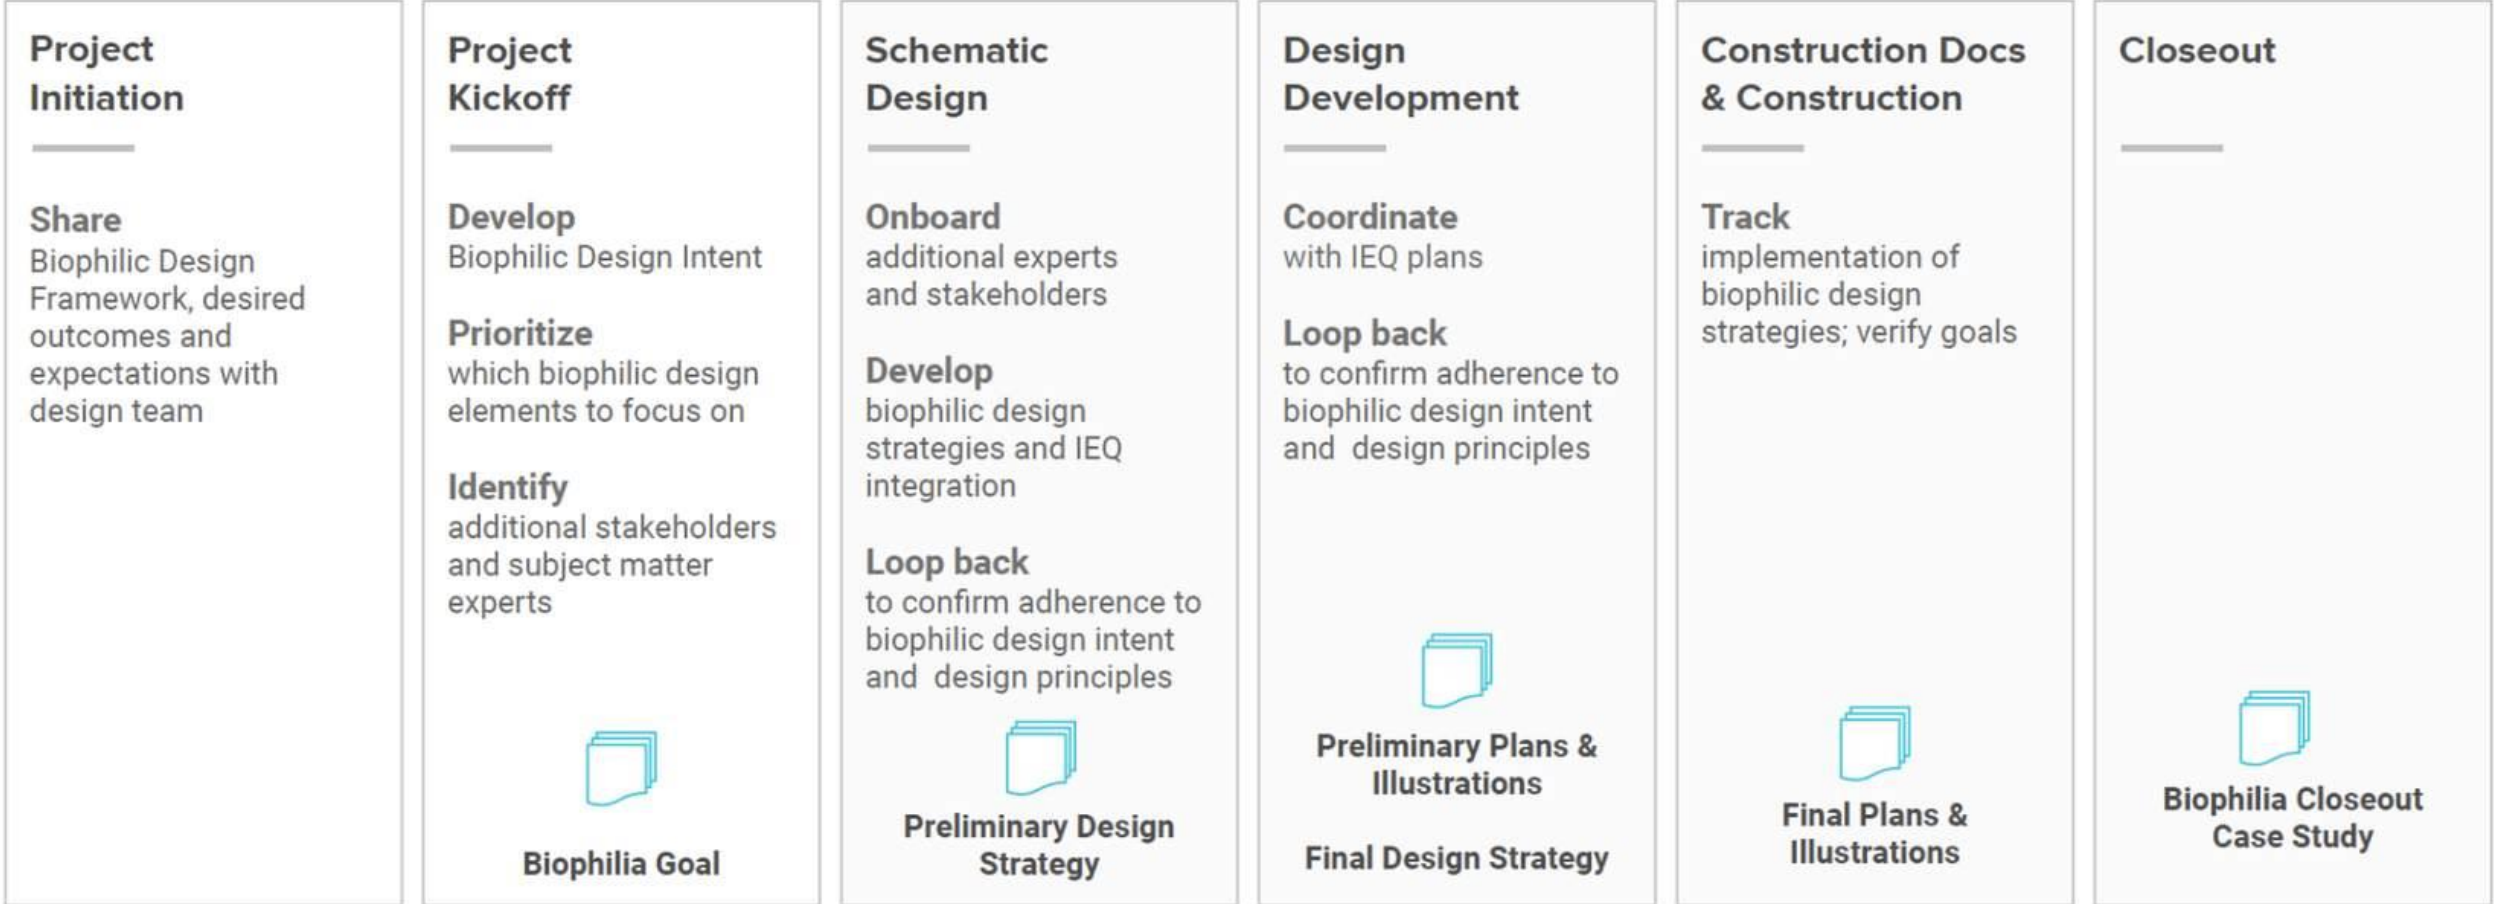 Project
Initiation
Share
Biophilic Design
Framework, desired
outcomes and
expectations with
design team
Project
Kickoff
Develop
Biophilic Design Intent
Prioritize
which biophilic design
elements to focus on
Identify
additional stakeholders
and subject matter
experts
Biophilia Goal
Schematic
Design
Onboard
additional experts
and stakeholders
Develop
biophilic design
strategies and IEQ
integration
Loop back
to confirm adherence to
biophilic design intent
and  design principles
Preliminary Design
Strategy
Design
Development
Coordinate
with IEQ plans
Loop back
to confirm adherence to
biophilic design intent
and  design principles
Preliminary Plans &
Illustrations
Final Design Strategy
Construction Docs
& Construction
Track
implementation of
biophilic design
strategies; verify goals
Final Plans &
Illustrations
Closeout
Biophilia Closeout
Case Study